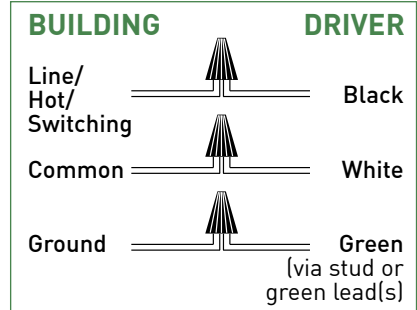 BUILDING DRIVER
Line/
Hot/
Switching
Black
Common White
Ground Green
(via stud or
green lead(s)